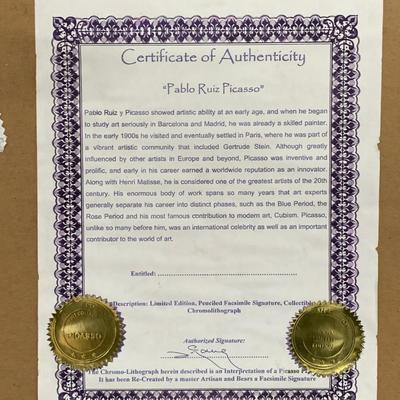 Certificate of Authenticity
"Pablo Ruiz Picasso"
Pablo Ruiz y Picasso showed artistic ability at an early age, and when he began
to study art seriously in Barcelona and Madrid, he was already a skilled painter.
In the early 1900s he visited and eventually settled in Paris, where he was part of
a vibrant artistic community that included Gertrude Stein. Although greatly
influenced by other artists in Europe and beyond, Picasso was inventive and
prolific, and early in his career earned a worldwide reputation as an innovator.
Along with Henri Matisse, he is considered one of the greatest artists of the 20th
century. His enormous body of work spans so many years that art experts
generally separate his career into distinct phases, such as the Blue Period, the
Rose Period and his most famous contribution to modern art, Cubism. Picasso,
unlike so many before him, was an international celebrity as well as an important
contributor to the world of art.
Entitled: ........................................................
Description: Limited Edition, Penciled Facsimile Signature, Collectible
Chromolithograph
PICASSO
Authorized Signature:
The Chromo-Lithograph herein described is an Interpretation of a Picasso
It has been Re-Created by a master Artisan and Bears a Facsimile Signature